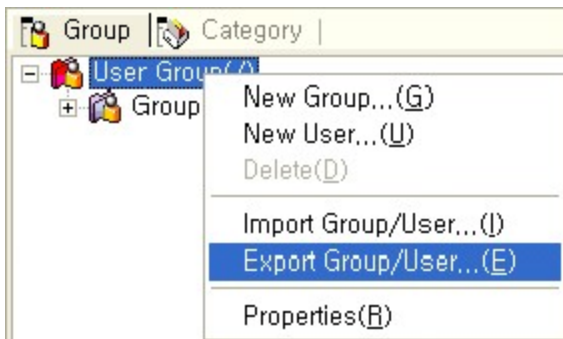 Group Category
User Group(/)
Group
New Group...(G)
New User...(U)
Delete(D)
Import Group/User...(I)
Export Group/User...(E)
Properties(R)